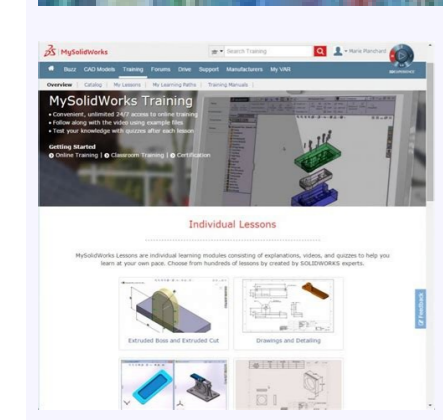 MySolidWorks
Search Training
Marie Planchard
Buzz CAD Models Training Forums Drive Support Manufacturers My VAR
Overview | Catalog | My Lessons | My Learning Paths | Training Manuals |
MySolidWorks Training
• Convenient, unlimited 24/7 access to online training
• Follow along with the video using example files
• Test your knowledge with quizzes after each lesson
Getting Started
Online Training | Classroom Training | Certification
Individual Lessons
MySolidWorks Lessons are individual learning modules consisting of explanations, videos, and quizzes to help you
learn at your own pace. Choose from hundreds of lessons by created by SOLIDWORKS experts.
Extruded Boss and Extruded Cut
Drawings and Detailing
Feedback